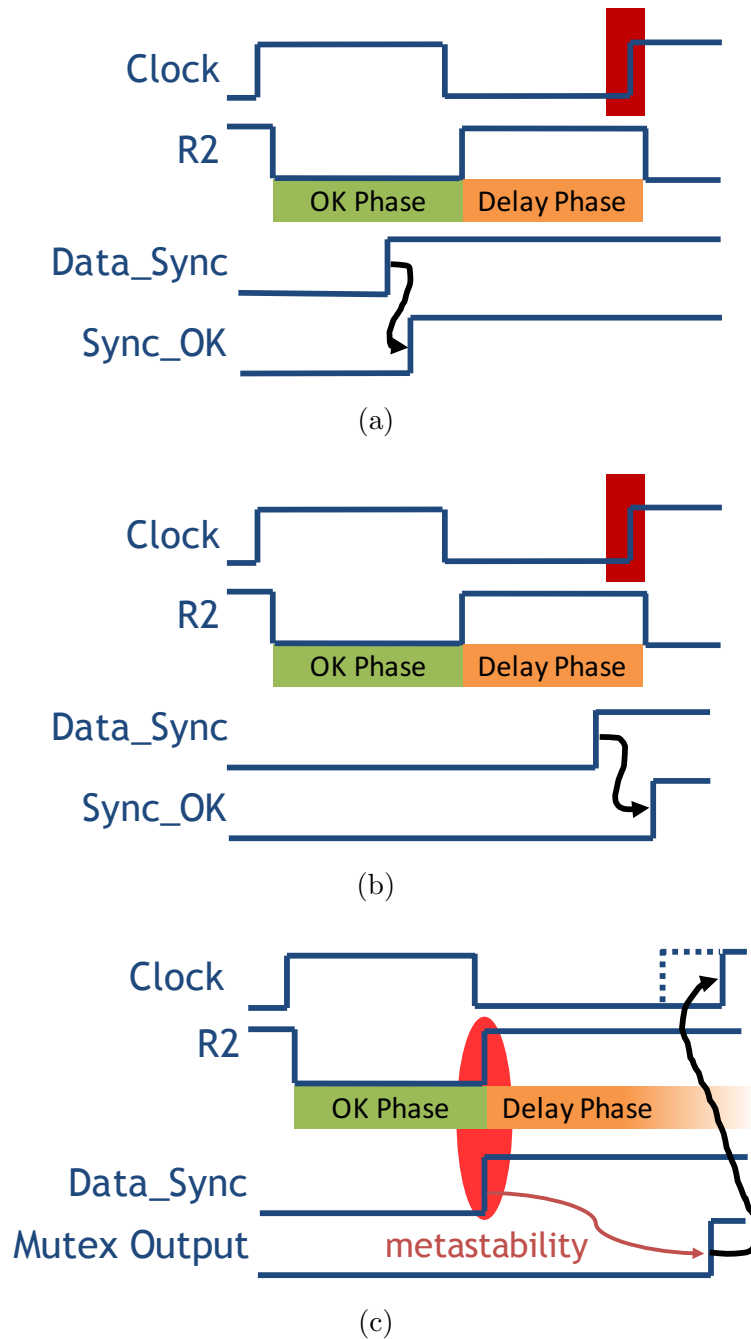 Clock
R2
OK Phase Delay Phase
Data_Sync
Sync_OK
(a)
Clock
R2
OK Phase Delay Phase
Data_Sync
Sync_OK
(b)
Clock
R2
OK Phase Delay Phase
Data_Sync
Mutex Output metastability
(c)